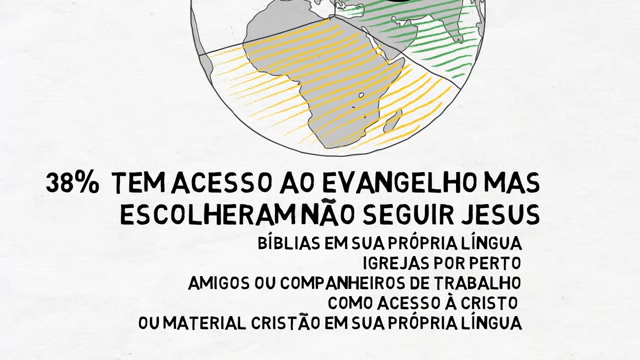 38% TEM ACESSO AO EVANGELHO MAS
ESCOLHERAM NÃO SEGUIR JESUS
BÍBLIAS EM SUA PRÓPRIA LÍNGUA
IGREJAS POR PERTO
AMIGOS OU COMPANHEIROS DE TRABALHO
COMO ACESSO À CRISTO
OU MATERIAL CRISTÃO EM SUA PRÓPRIA LÍNGUA